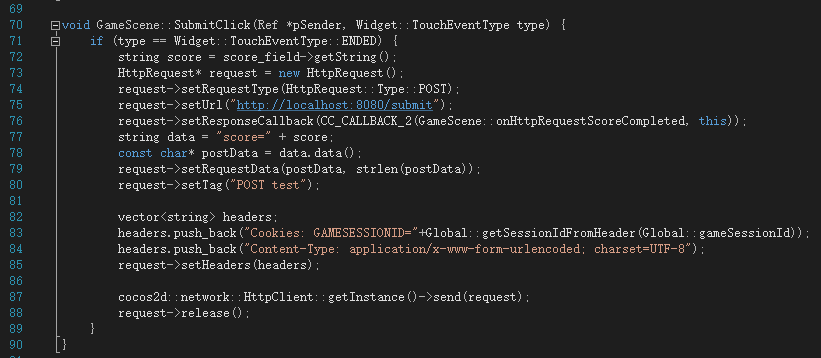 69
70 void GameScene::SubmitClick(Ref *pSender, Widget::TouchEventType type) {
71 if (type == Widget::TouchEventType::ENDED) {
72 string score = score_field->getString();
73 HttpRequest* request = new HttpRequest();
74 request->setRequestType(HttpRequest::Type::POST);
75 request->setUrl("http://localhost:8080/submit");
76 request->setResponseCallback(CC_CALLBACK_2(GameScene::onHttpRequestScoreCompleted, this));
77 string data = "score=" + score;
78 const char* postData = data.data();
79 request->setRequestData(postData, strlen(postData));
80 request->setTag("POST test");
81
82 vector<string> headers;
83 headers.push_back("Cookies: GAMESESSIONID="+Global::getSessionIdFromHeader(Global::gameSessionId));
84 headers.push_back("Content-Type: application/x-www-form-urlencoded; charset=UTF-8");
85 request->setHeaders(headers);
86
87 cocos2d::network::HttpClient::getInstance()->send(request);
88 request->release();
89 }
90 }